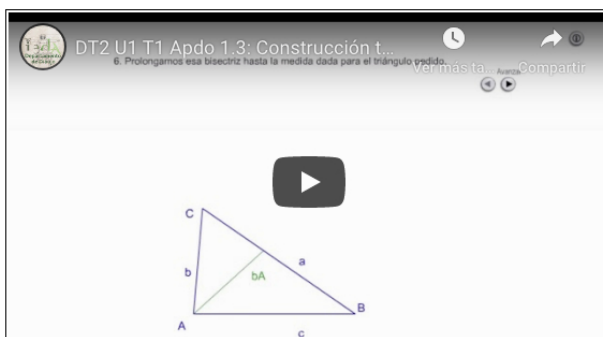 DT2 U1 T1 Apdo 1.3: Construcción t...
6. Prolongamos esa bisectriz hasta la medida dada para el triángulo pedido.
Ver más ta...
Avanzar
Compartir
C
b
bA
a
A
B
c